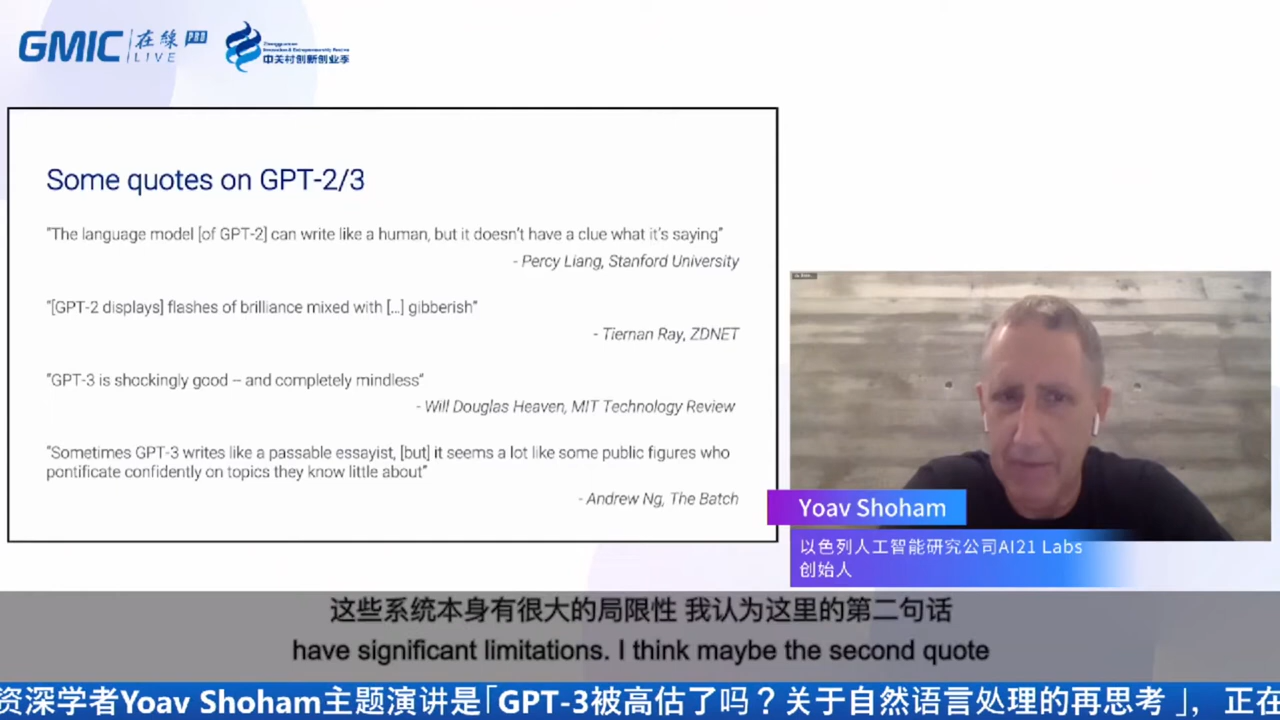 GMIC 在線 PRO
LIVE
Zhongguancun
Innovation & Entrepreneurship Season
中关村创新创业季
Some quotes on GPT-2/3
“The language model [of GPT-2] can write like a human, but it doesn’t have a clue what it’s saying”
- Percy Liang, Stanford University
“[GPT-2 displays] flashes of brilliance mixed with [...] gibberish”
- Tiernan Ray, ZDNET
“GPT-3 is shockingly good – and completely mindless”
- Will Douglas Heaven, MIT Technology Review
“Sometimes GPT-3 writes like a passable essayist, [but] it seems a lot like some public figures who
pontificate confidently on topics they know little about”
- Andrew Ng, The Batch
Yoav Shoham
以色列人工智能研究公司AI21 Labs
创始人
这些系统本身有很大的局限性 我认为这里的第二句话
have significant limitations. I think maybe the second quote
资深学者Yoav Shoham主题演讲是「GPT-3被高估了吗？关于自然语言处理的再思考 」，正在